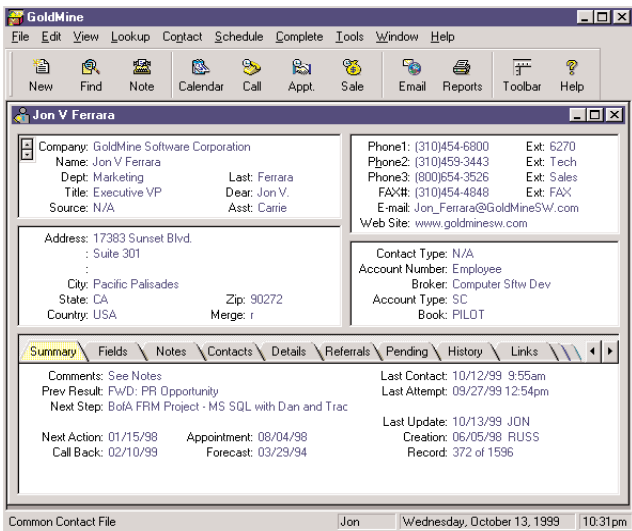 GoldMine
File Edit View Lookup Contact Schedule Complete Tools Window Help
New Find Note Calendar Call Appt. Sale Email Reports Toolbar Help
Jon V Ferrara
Company: GoldMine Software Corporation
Name: Jon V Ferrara
Dept: Marketing Last: Ferrara
Title: Executive VP Dear: Jon V.
Source: N/A Asst: Carrie
Phone1: (310)454-6800 Ext: 6270
Phone2: (310)459-3443 Ext: Tech
Phone3: (800)654-3526 Ext: Sales
FAX#: (310)454-4848 Ext: FAX
E-mail: Jon_Ferrara@GoldMineSW.com
Web Site: www.goldminesw.com
Address: 17383 Sunset Blvd.
: Suite 301
:
City: Pacific Palisades
State: CA Zip: 90272
Country: USA Merge: r
Contact Type: N/A
Account Number: Employee
Broker: Computer Sftw Dev
Account Type: SC
Book: PILOT
Summary Fields Notes Contacts Details Referrals Pending History Links
Comments: See Notes
Prev Result: FWD: PR Opportunity
Next Step: BofA FRM Project - MS SQL with Dan and Trac
Next Action: 01/15/98 Appointment: 08/04/98
Call Back: 02/10/99 Forecast: 03/29/94
Last Contact: 10/12/99 9:55am
Last Attempt: 09/27/99 12:54pm
Last Update: 10/13/99 JON
Creation: 06/05/98 RUSS
Record: 372 of 1596
Common Contact File Jon Wednesday, October 13, 1999 10:31pm